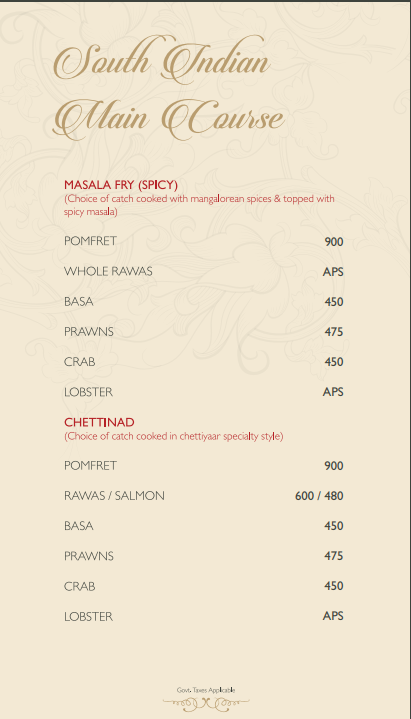 South Indian
Main Course
MASALA FRY (SPICY)
(Choice of catch cooked with mangalorean spices & topped with
spicy masala)
POMFRET 900
WHOLE RAWAS APS
BASA 450
PRAWNS 475
CRAB 450
LOBSTER APS
CHETTINAD
(Choice of catch cooked in chettiyaar specialty style)
POMFRET 900
RAWAS / SALMON 600 / 480
BASA 450
PRAWNS 475
CRAB 450
LOBSTER APS
Govt. Taxes Applicable